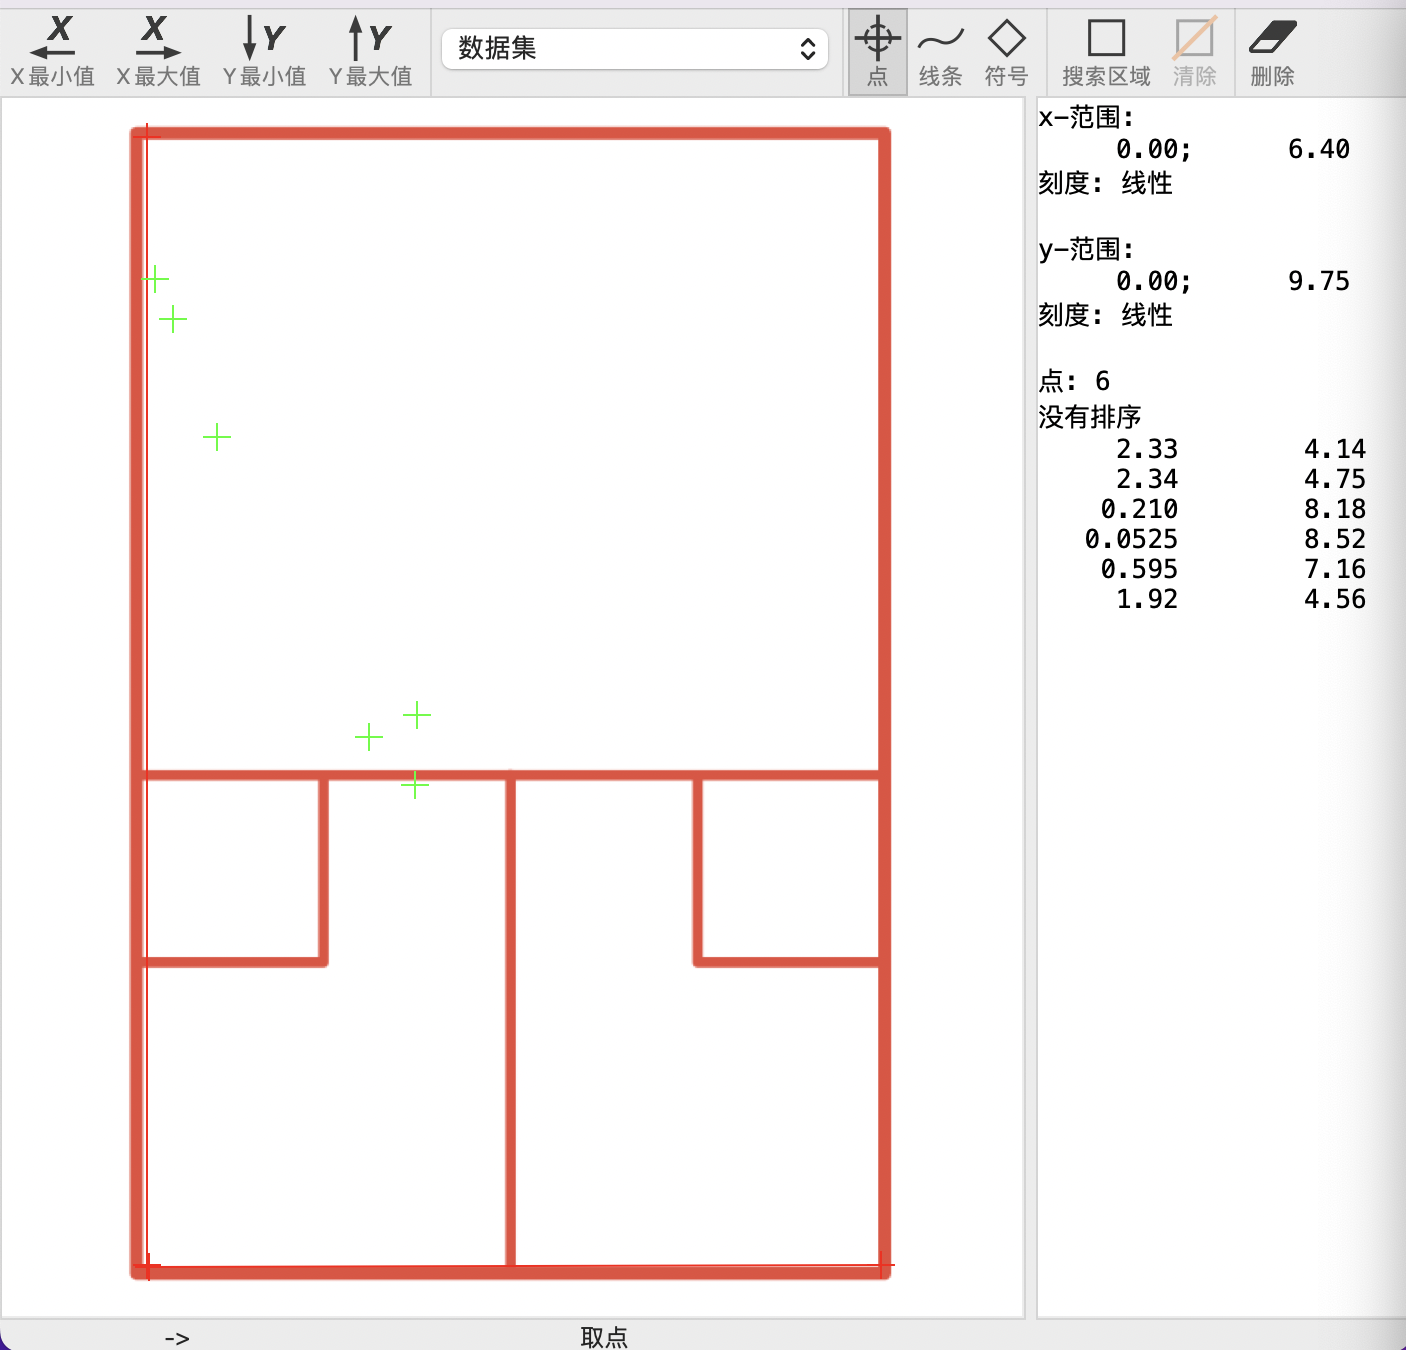 X X Y Y
X 最小值 X 最大值 Y 最小值 Y 最大值
数据集
点 线条 符号 搜索区域 清除 删除
x-范围:
0.00; 6.40
刻度: 线性
y-范围:
0.00; 9.75
刻度: 线性
点: 6
没有排序
2.33 4.14
2.34 4.75
0.210 8.18
0.0525 8.52
0.595 7.16
1.92 4.56
-> 取点